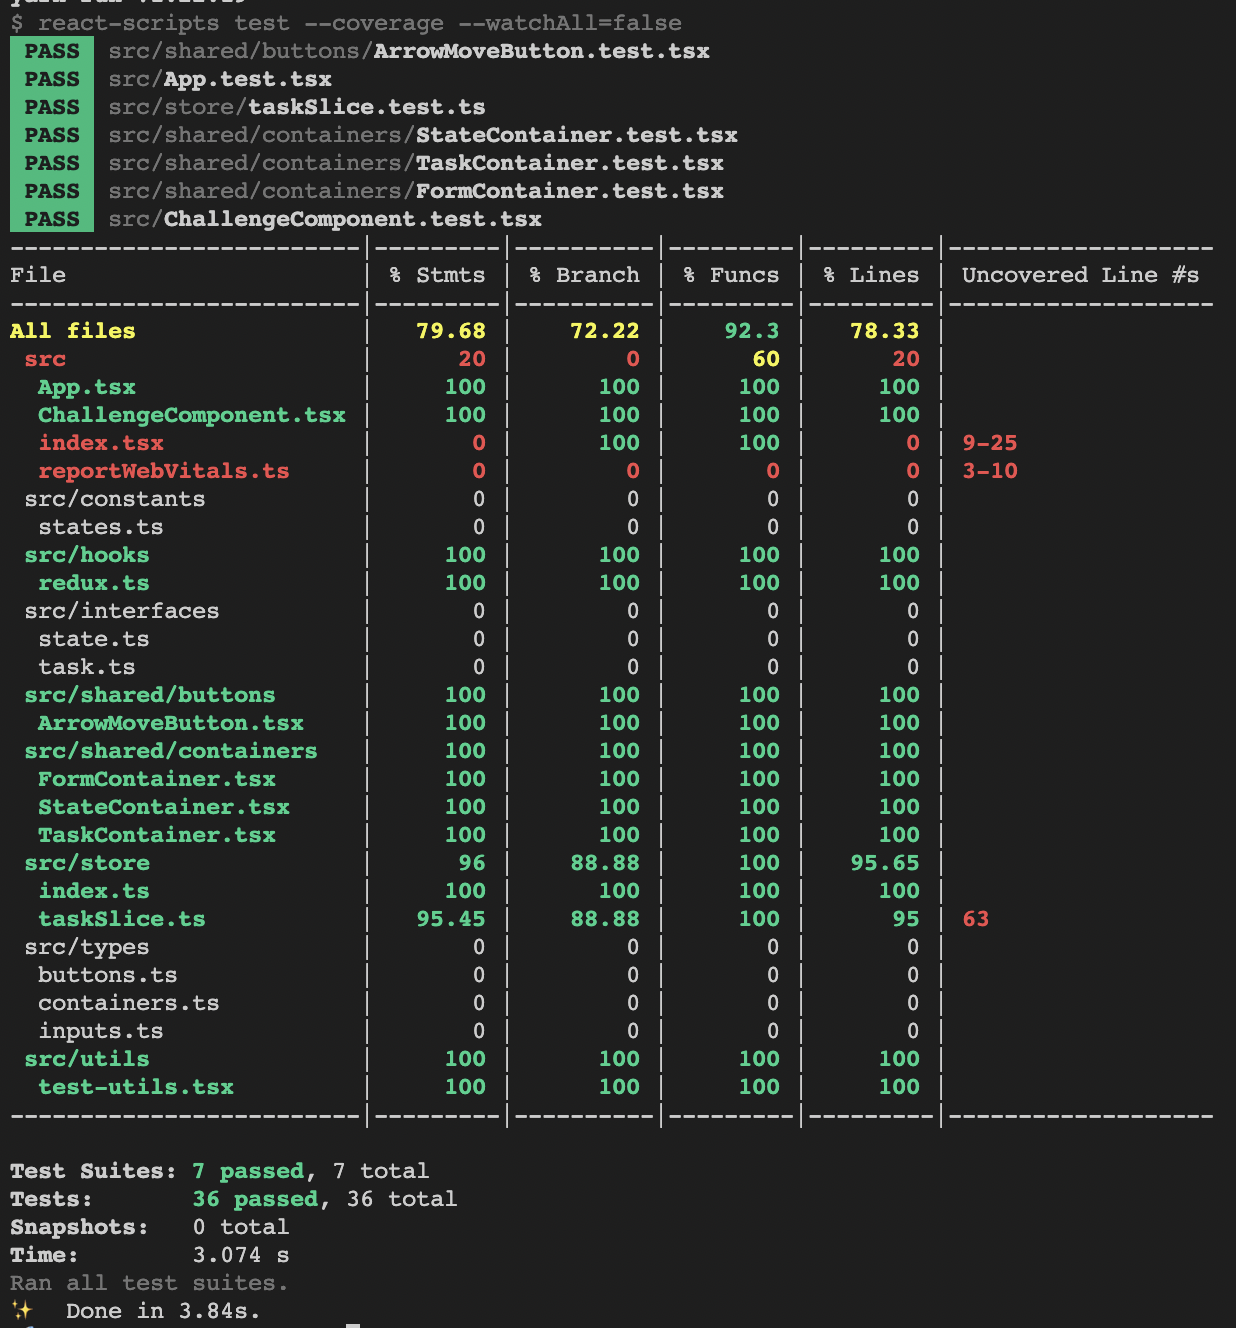 $ react-scripts test --coverage --watchAll=false
PASS src/shared/buttons/ArrowMoveButton.test.tsx
PASS src/App.test.tsx
PASS src/store/taskSlice.test.ts
PASS src/shared/containers/StateContainer.test.tsx
PASS src/shared/containers/TaskContainer.test.tsx
PASS src/shared/containers/FormContainer.test.tsx
PASS src/ChallengeComponent.test.tsx
-------------------------|---------|----------|---------|---------|-------------------
File | % Stmts | % Branch | % Funcs | % Lines | Uncovered Line #s
-------------------------|---------|----------|---------|---------|-------------------
All files | 79.68 | 72.22 | 92.3 | 78.33 |
src | 20 | 0 | 60 | 20 |
App.tsx | 100 | 100 | 100 | 100 |
ChallengeComponent.tsx | 100 | 100 | 100 | 100 |
index.tsx | 0 | 100 | 100 | 0 | 9-25
reportWebVitals.ts | 0 | 0 | 0 | 0 | 3-10
src/constants | 0 | 0 | 0 | 0 |
states.ts | 0 | 0 | 0 | 0 |
src/hooks | 100 | 100 | 100 | 100 |
redux.ts | 100 | 100 | 100 | 100 |
src/interfaces | 0 | 0 | 0 | 0 |
state.ts | 0 | 0 | 0 | 0 |
task.ts | 0 | 0 | 0 | 0 |
src/shared/buttons | 100 | 100 | 100 | 100 |
ArrowMoveButton.tsx | 100 | 100 | 100 | 100 |
src/shared/containers | 100 | 100 | 100 | 100 |
FormContainer.tsx | 100 | 100 | 100 | 100 |
StateContainer.tsx | 100 | 100 | 100 | 100 |
TaskContainer.tsx | 100 | 100 | 100 | 100 |
src/store | 96 | 88.88 | 100 | 95.65 |
index.ts | 100 | 100 | 100 | 100 |
taskSlice.ts | 95.45 | 88.88 | 100 | 95 | 63
src/types | 0 | 0 | 0 | 0 |
buttons.ts | 0 | 0 | 0 | 0 |
containers.ts | 0 | 0 | 0 | 0 |
inputs.ts | 0 | 0 | 0 | 0 |
src/utils | 100 | 100 | 100 | 100 |
test-utils.tsx | 100 | 100 | 100 | 100 |
-------------------------|---------|----------|---------|---------|-------------------
Test Suites: 7 passed, 7 total
Tests: 36 passed, 36 total
Snapshots: 0 total
Time: 3.074 s
Ran all test suites.
✨ Done in 3.84s.